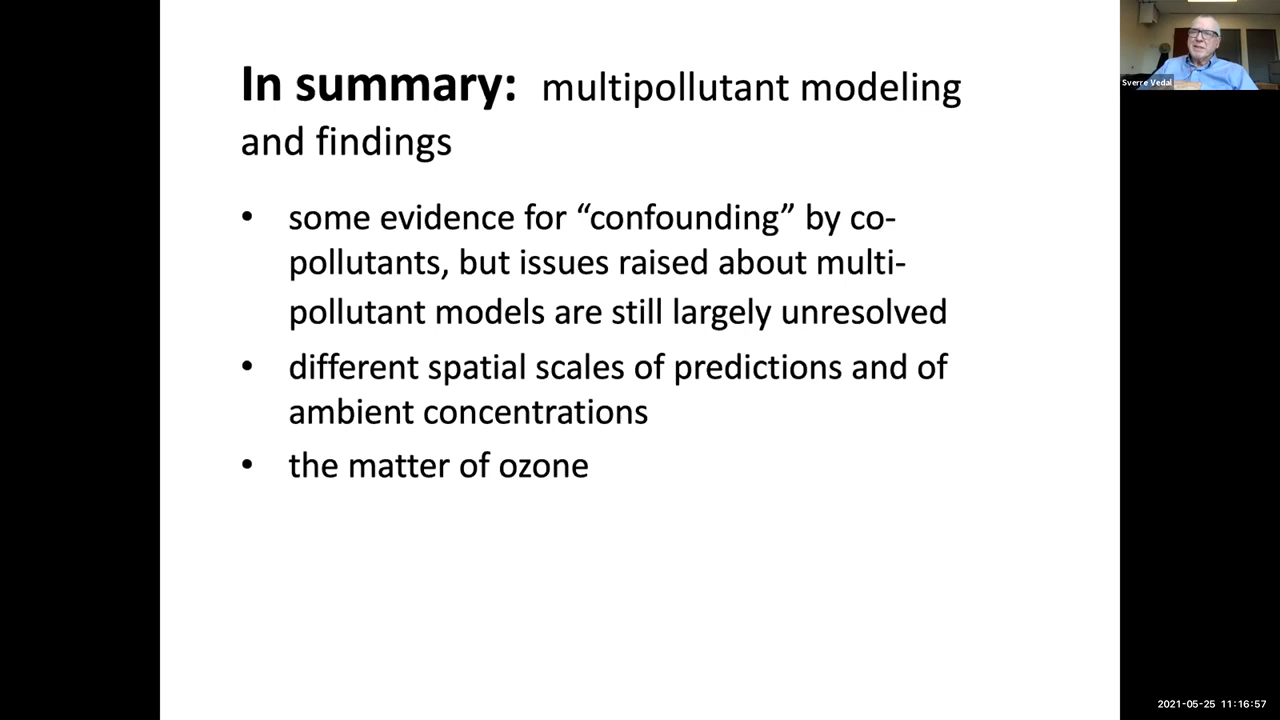 In summary: multipollutant modeling
and findings
• some evidence for “confounding” by co-
pollutants, but issues raised about multi-
pollutant models are still largely unresolved
• different spatial scales of predictions and of
ambient concentrations
• the matter of ozone
Sverre Vedal
2021-05-25 11:16:57